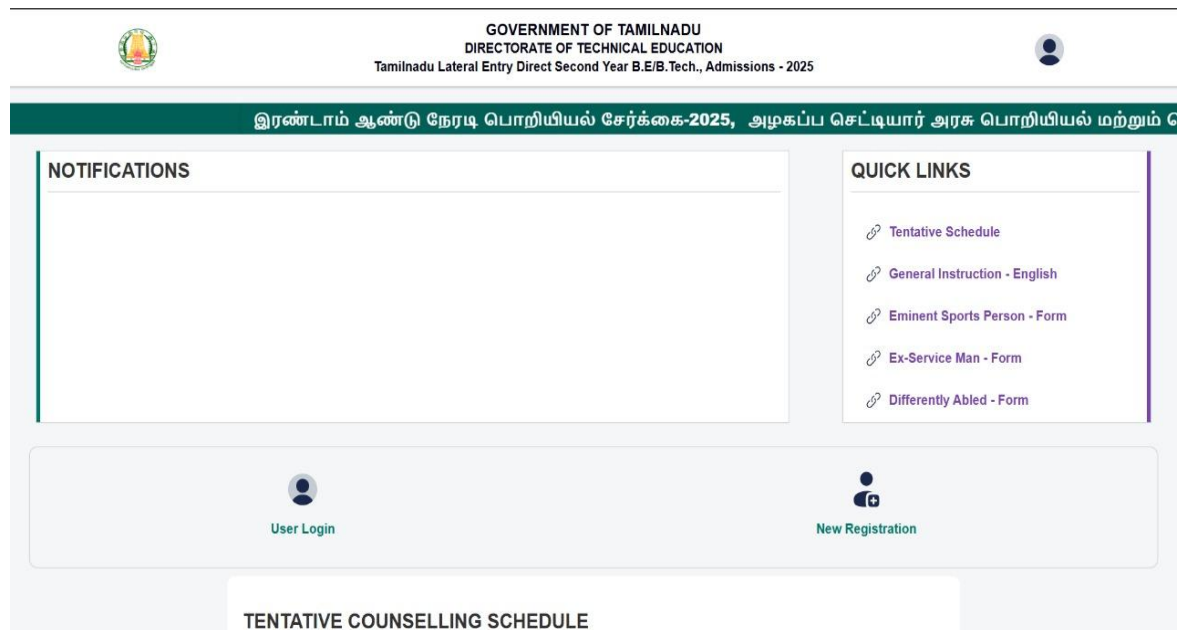 GOVERNMENT OF TAMILNADU
DIRECTORATE OF TECHNICAL EDUCATION
Tamilnadu Lateral Entry Direct Second Year B.E/B.Tech., Admissions - 2025
இரண்டாம் ஆண்டு நேரடி பொறியியல் சேர்க்கை-2025, அழகப்ப செட்டியார் அரசு பொறியியல் மற்றும்
NOTIFICATIONS
QUICK LINKS
Tentative Schedule
General Instruction - English
Eminent Sports Person - Form
Ex-Service Man - Form
Differently Abled - Form
User Login
New Registration
TENTATIVE COUNSELLING SCHEDULE